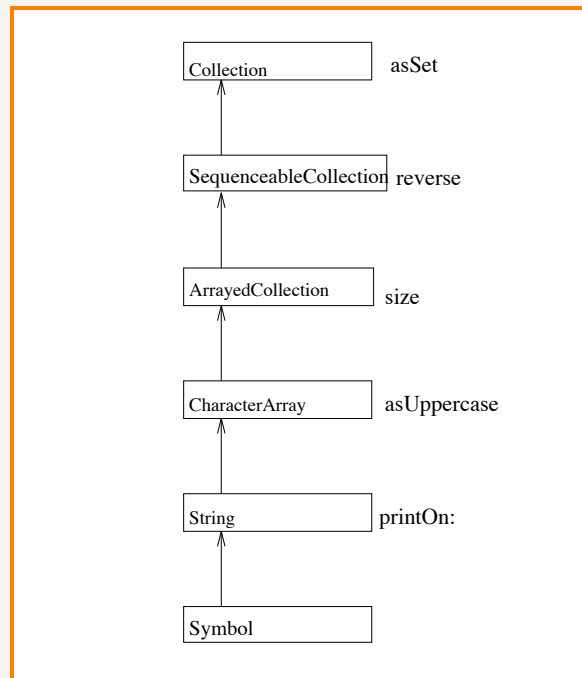 Collection asSet
SequenceableCollection reverse
ArrayedCollection size
CharacterArray asUppercase
String printOn:
Symbol